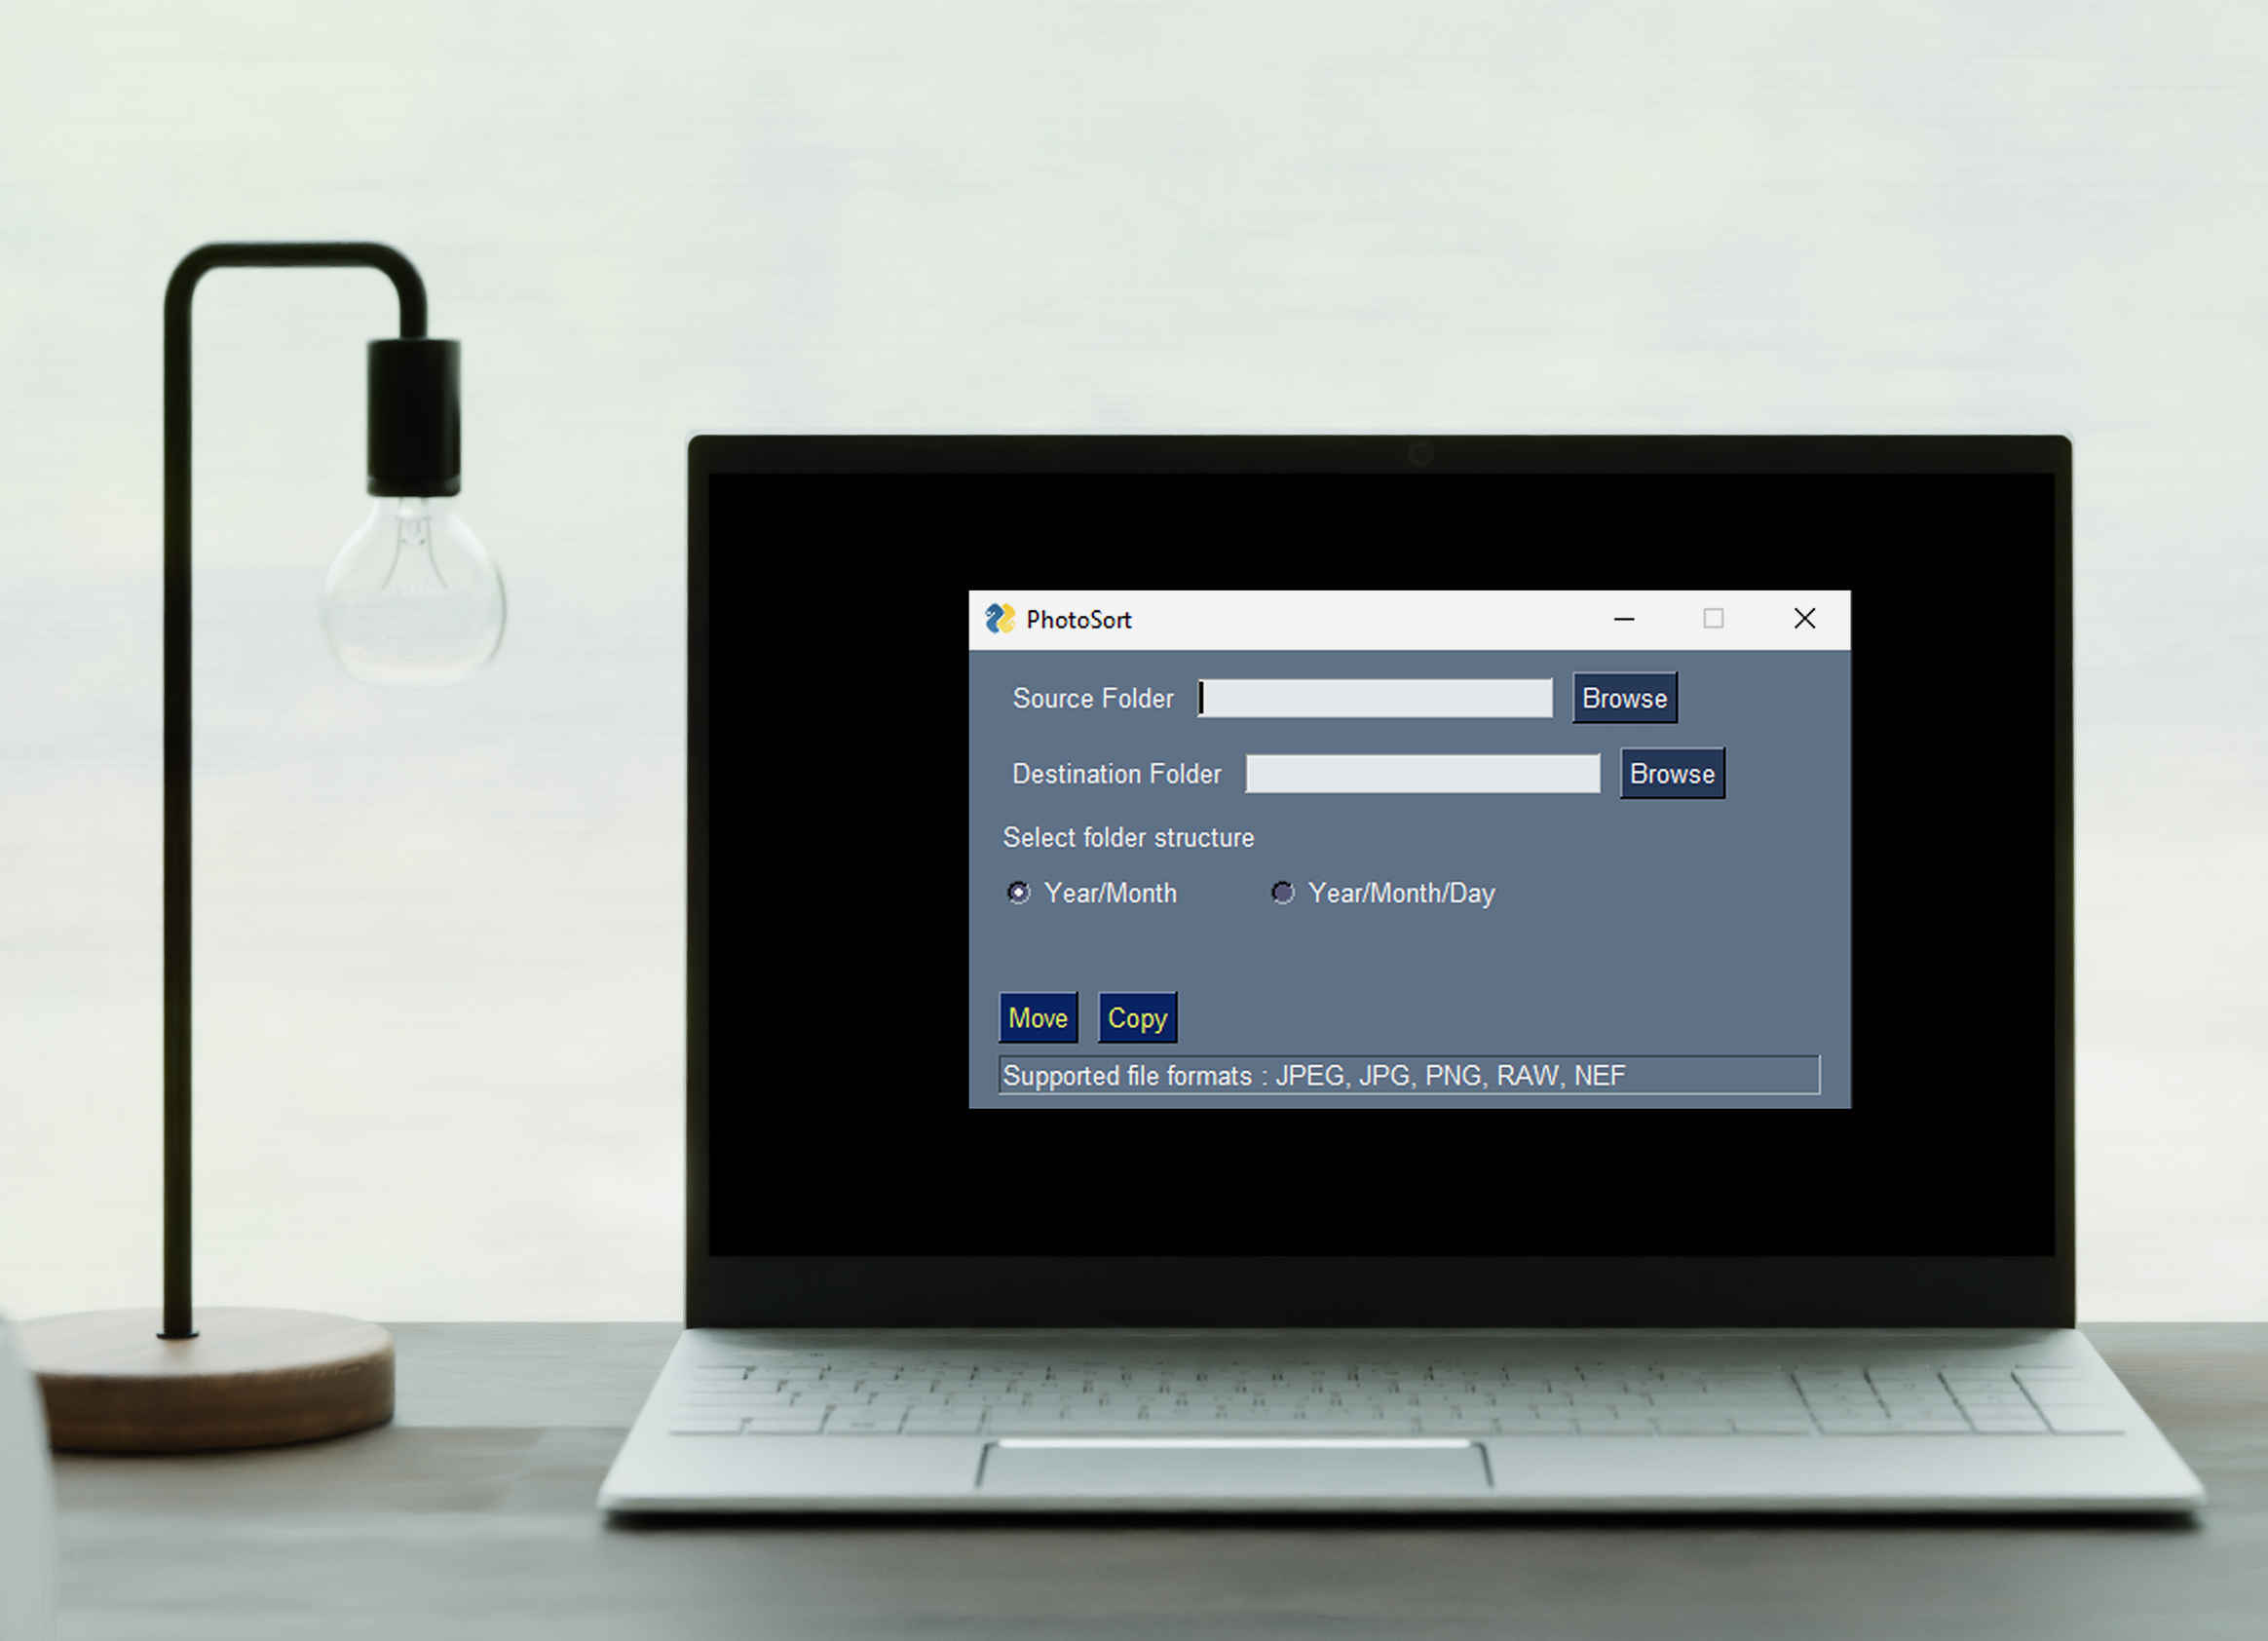 PhotoSort
Source Folder Browse
Destination Folder Browse
Select folder structure
Year/Month Year/Month/Day
Move Copy
Supported file formats : JPEG, JPG, PNG, RAW, NEF